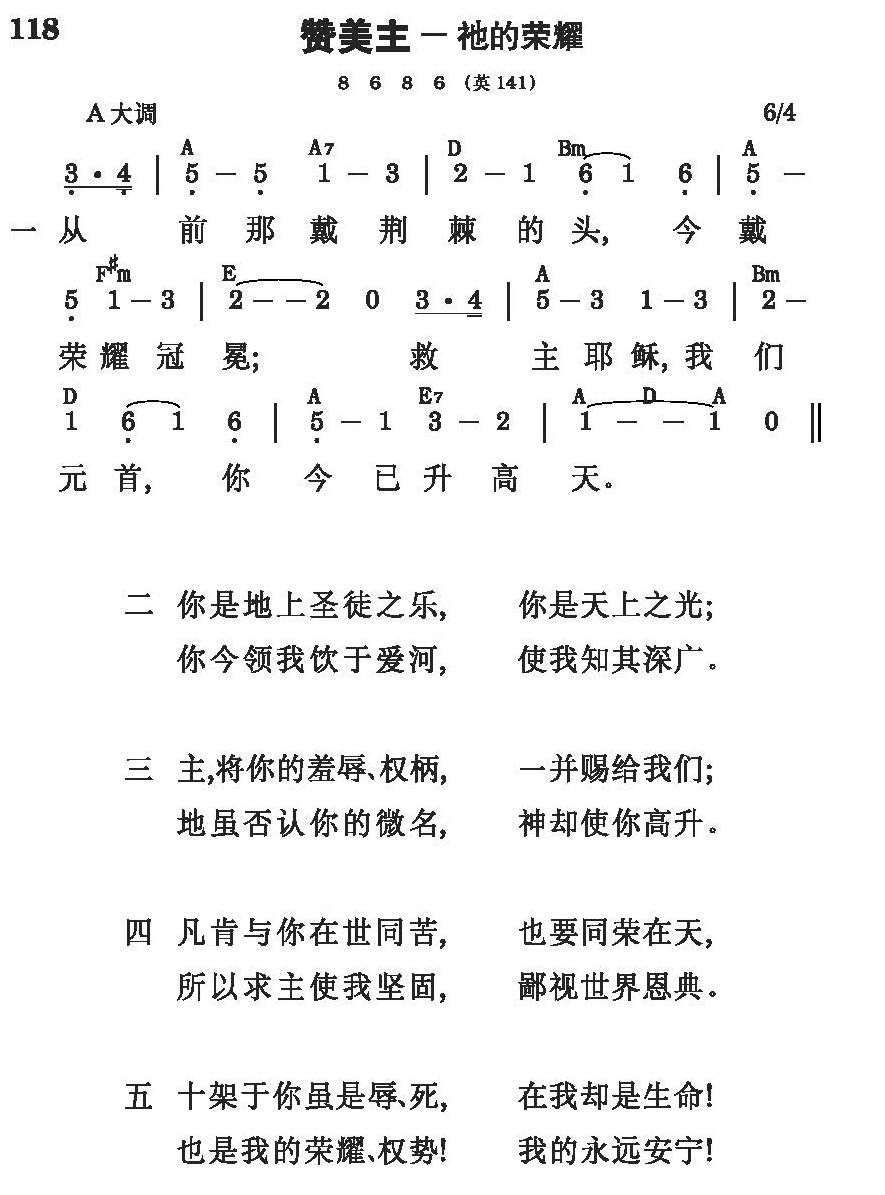 118
赞美主 — 祂的荣耀
8 6 8 6 (英 141)
A 大调 6/4
A A7 D Bm A
3 · 4 | 5 – 5 1 – 3 | 2 – 1 6 1 6 | 5 –
一 从 前 那 戴 荆 棘 的 头, 今 戴
F♯m E A Bm
5 1 – 3 | 2 – – 2 0 3 · 4 | 5 – 3 1 – 3 | 2 –
荣 耀 冠 冕; 救 主 耶 稣, 我 们
D A E7 A D A
1 6 1 6 | 5 – 1 3 – 2 | 1 – – 1 0 ‖
元 首, 你 今 已 升 高 天。
二 你是地上圣徒之乐, 你是天上之光;
你今领我饮于爱河, 使我知其深广。
三 主,将你的羞辱、权柄, 一并赐给我们;
地虽否认你的微名, 神却使你高升。
四 凡肯与你在世同苦, 也要同荣在天,
所以求主使我坚固, 鄙视世界恩典。
五 十架于你虽是辱、死, 在我却是生命!
也是我的荣耀、权势! 我的永远安宁!